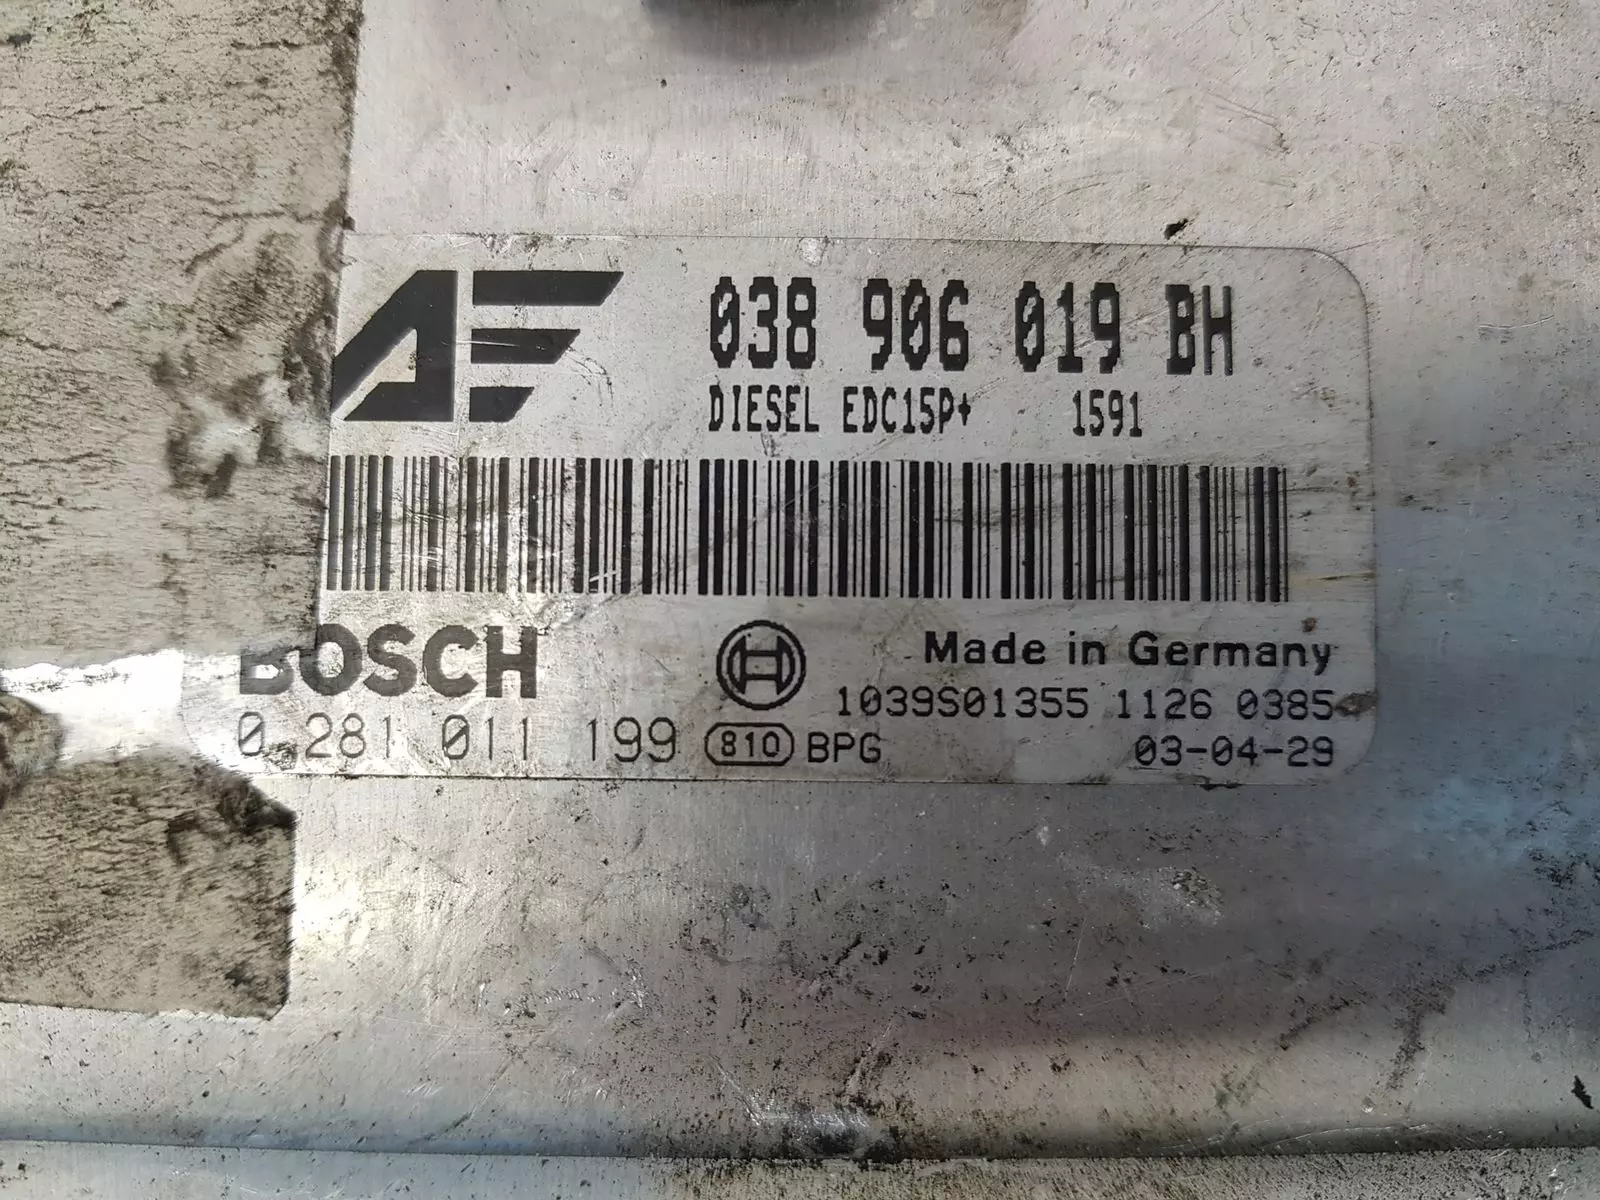 AF 038 906 019 BH
DIESEL EDC15P+ 1591
BOSCH Made in Germany
1039S01355 1126 0385
0 281 011 199 810 BPG 03-04-29